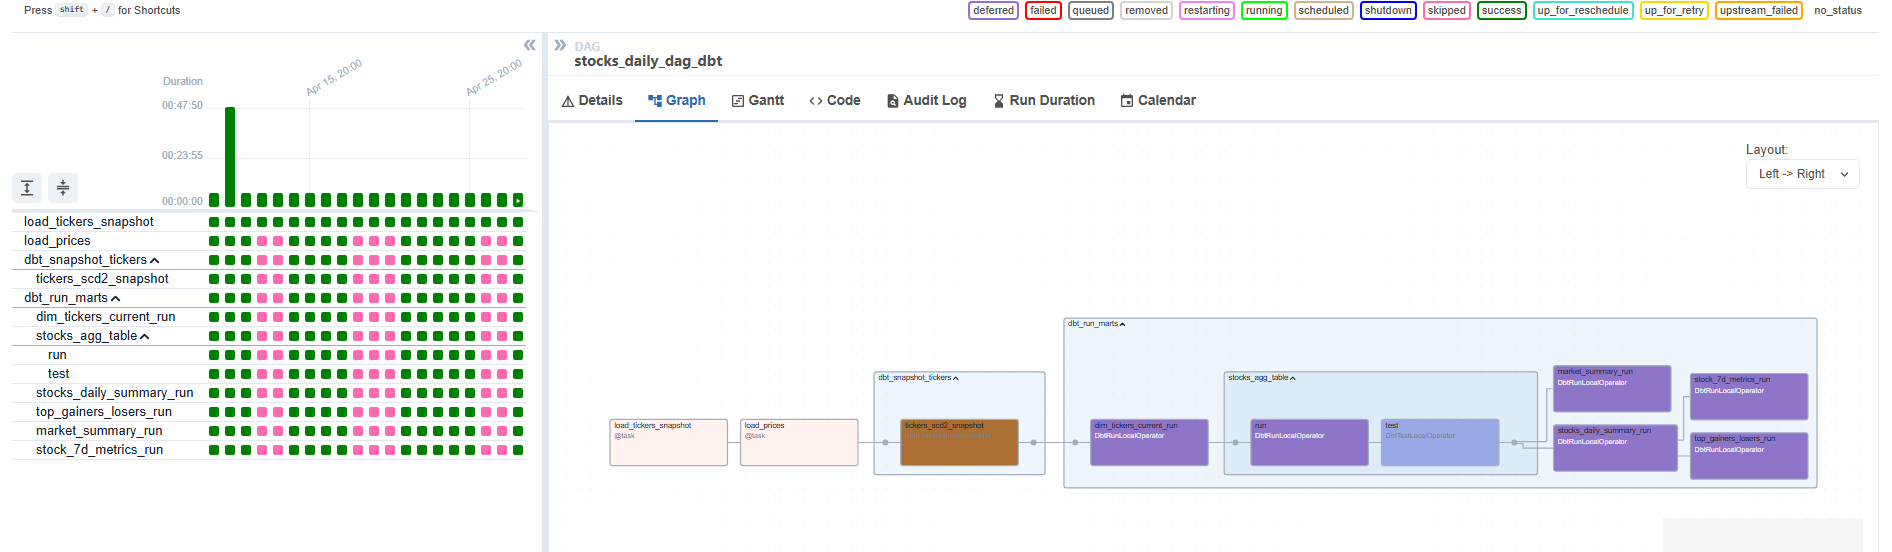 Press shift + / for Shortcuts
deferred failed queued removed restarting running scheduled shutdown skipped success up_for_reschedule up_for_retry upstream_failed no_status
DAG
stocks_daily_dag_dbt
Details Graph Gantt Code Audit Log Run Duration Calendar
Layout:
Left -> Right
Apr 15, 20:00
Apr 25, 20:00
Duration
00:47:50
00:23:55
00:00:00
load_tickers_snapshot
load_prices
dbt_snapshot_tickers
tickers_scd2_snapshot
dbt_run_marts
dim_tickers_current_run
stocks_agg_table
run
test
stocks_daily_summary_run
top_gainers_losers_run
market_summary_run
stock_7d_metrics_run
load_tickers_snapshot
@task
load_prices
@task
dbt_snapshot_tickers
tickers_scd2_snapshot
dbt_run_marts
dim_tickers_current_run
DbtRunLocalOperator
stocks_agg_table
run
DbtRunLocalOperator
test
DbtTestLocalOperator
market_summary_run
DbtRunLocalOperator
stocks_daily_summary_run
DbtRunLocalOperator
stock_7d_metrics_run
DbtRunLocalOperator
top_gainers_losers_run
DbtRunLocalOperator